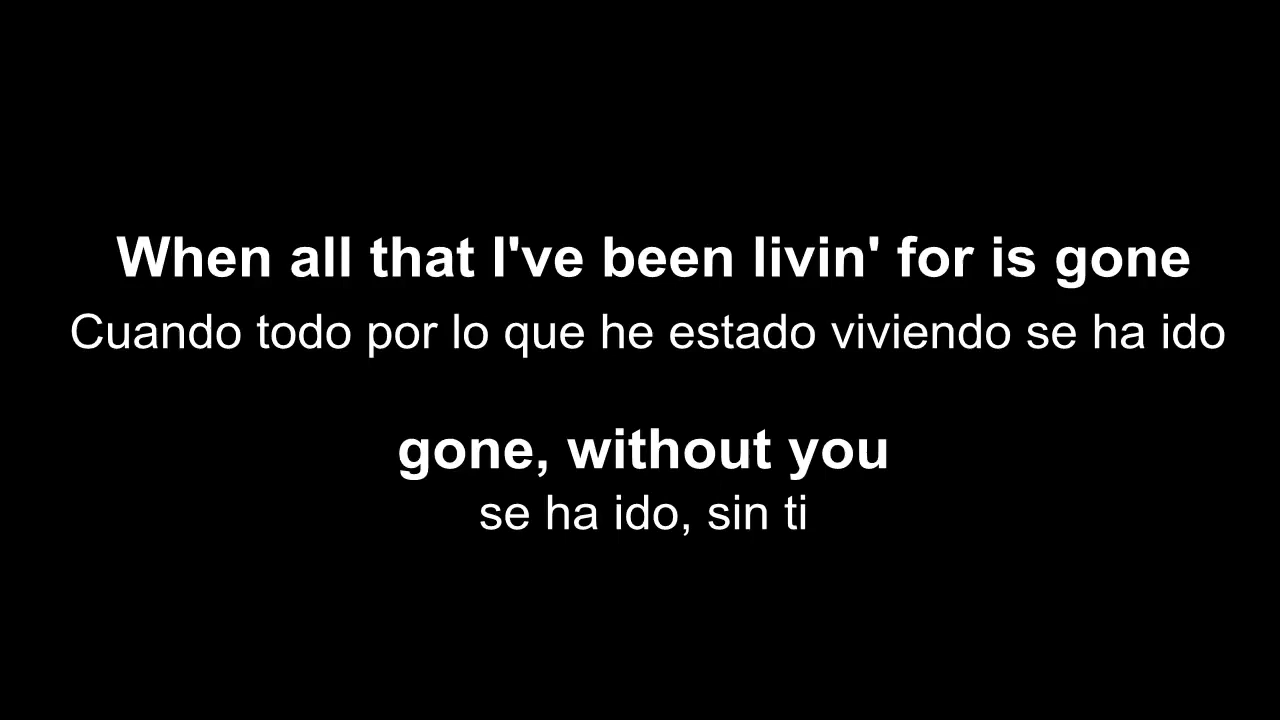 When all that I've been livin' for is gone
Cuando todo por lo que he estado viviendo se ha ido
gone, without you
se ha ido, sin ti